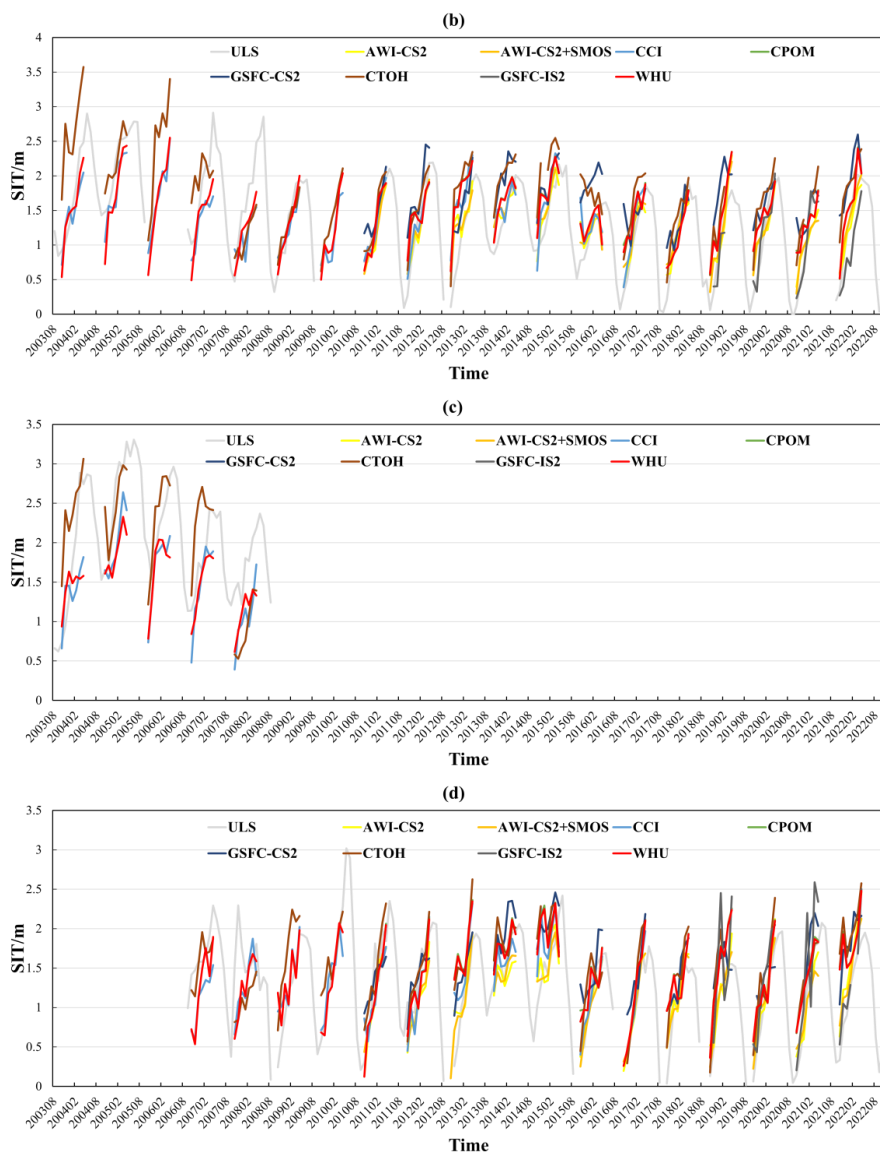 (b)
ULS AWI-CS2 AWI-CS2+SMOS CCI CPOM
GSFC-CS2 CTOH GSFC-IS2 WHU
4
3.5
3
2.5
2
1.5
1
0.5
0
SIT/m
200308 200402 200408 200502 200508 200602 200608 200702 200708 200802 200808 200902 200908 201002 201008 201102 201108 201202 201208 201302 201308 201402 201408 201502 201508 201602 201608 201702 201708 201802 201808 201902 201908 202002 202008 202102 202108 202202 202208
Time
(c)
ULS AWI-CS2 AWI-CS2+SMOS CCI CPOM
GSFC-CS2 CTOH GSFC-IS2 WHU
3.5
3
2.5
2
1.5
1
0.5
0
SIT/m
200308 200402 200408 200502 200508 200602 200608 200702 200708 200802 200808 200902 200908 201002 201008 201102 201108 201202 201208 201302 201308 201402 201408 201502 201508 201602 201608 201702 201708 201802 201808 201902 201908 202002 202008 202102 202108 202202 202208
Time
(d)
ULS AWI-CS2 AWI-CS2+SMOS CCI CPOM
GSFC-CS2 CTOH GSFC-IS2 WHU
3.5
3
2.5
2
1.5
1
0.5
0
SIT/m
200308 200402 200408 200502 200508 200602 200608 200702 200708 200802 200808 200902 200908 201002 201008 201102 201108 201202 201208 201302 201308 201402 201408 201502 201508 201602 201608 201702 201708 201802 201808 201902 201908 202002 202008 202102 202108 202202 202208
Time